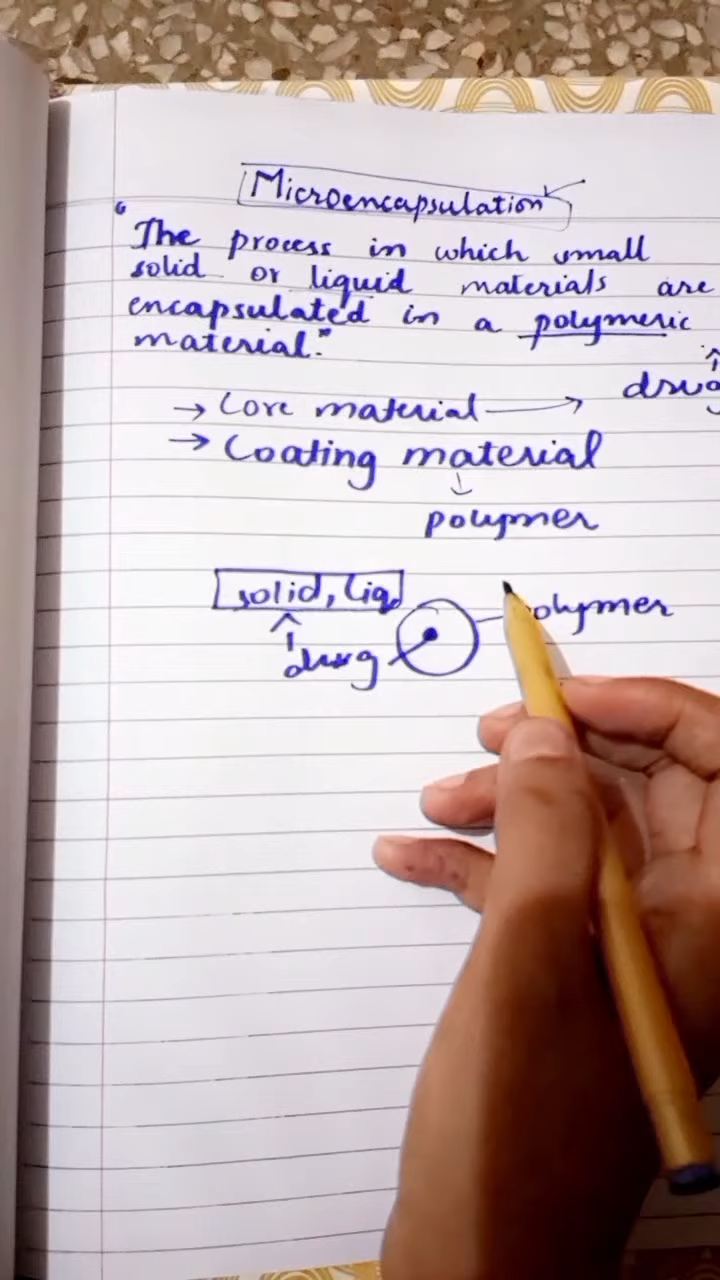 Microencapsulation
"The process in which small
solid or liquid materials are
encapsulated in a polymeric
material."
→ Core material →
→ Coating material
↓
polymer
solid, liq
polymer
drug